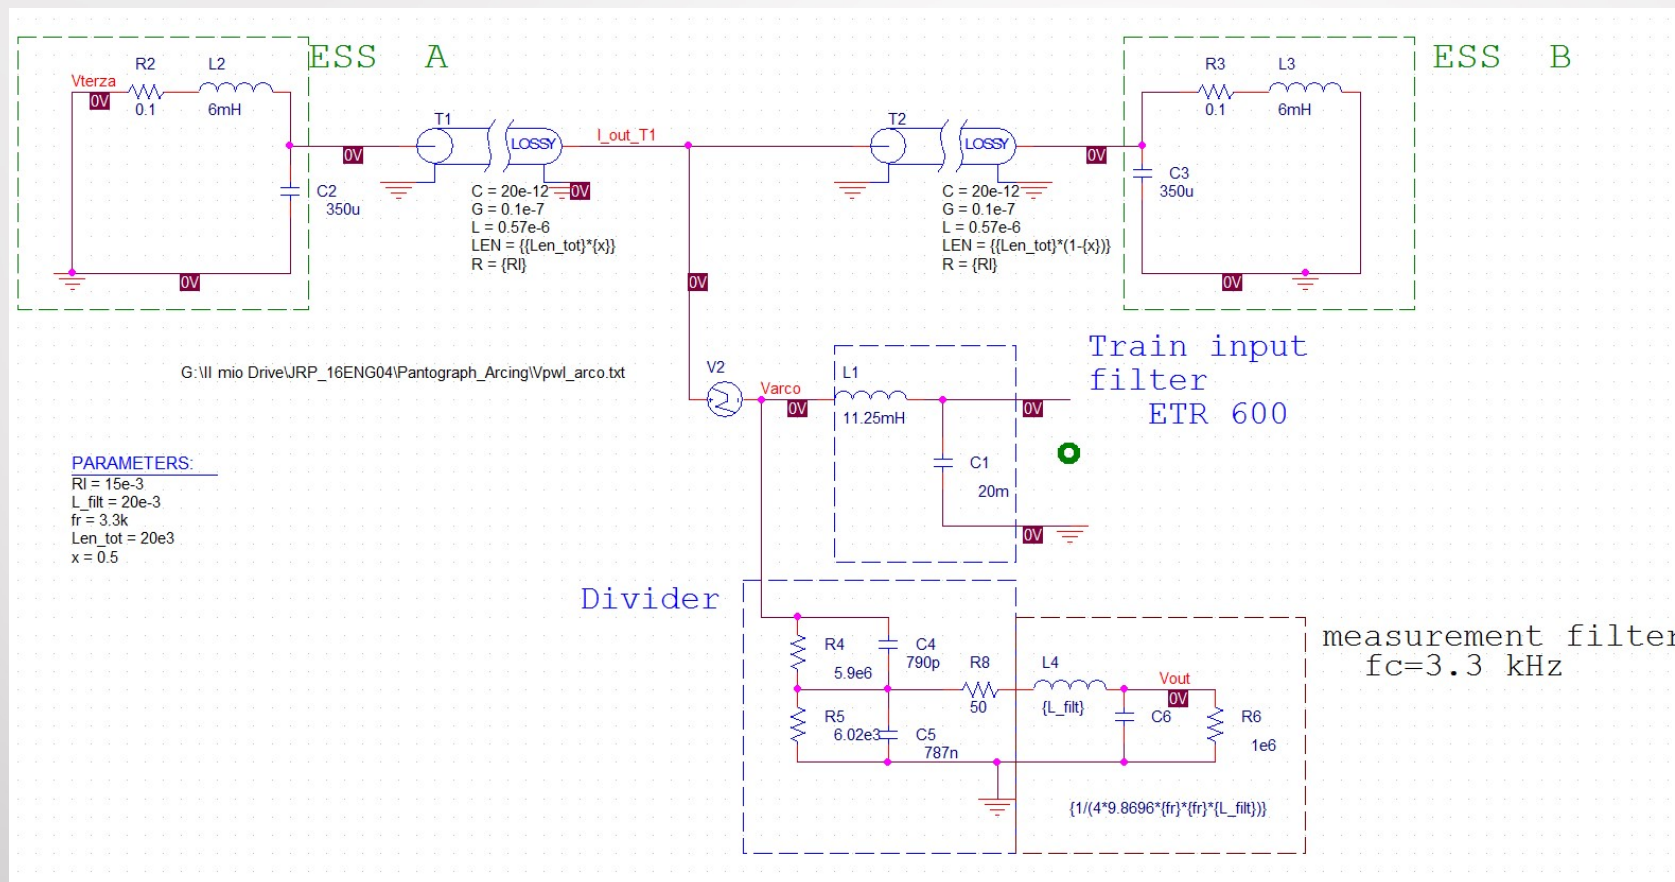 ESS A
ESS B
R2
L2
Vterza
0V
0.1
6mH
R3
L3
0.1
6mH
T1
LOSSY
I_out_T1
T2
LOSSY
0V
0V
C2
350u
C3
350u
0V
C = 20e-12
G = 0.1e-7
L = 0.57e-6
LEN = {{Len_tot}*{x}}
R = {Rl}
C = 20e-12
G = 0.1e-7
L = 0.57e-6
LEN = {{Len_tot}*(1-{x})}
R = {Rl}
0V
0V
0V
Train input
filter
ETR 600
G:\Il mio Drive\JRP_16ENG04\Pantograph_Arcing\Vpwl_arco.txt
V2
Varco
0V
L1
11.25mH
0V
C1
20m
0V
PARAMETERS:
Rl = 15e-3
L_filt = 20e-3
fr = 3.3k
Len_tot = 20e3
x = 0.5
Divider
measurement filter
fc=3.3 kHz
R4
5.9e6
C4
790p
R8
50
L4
{L_filt}
Vout
0V
R5
6.02e3
C5
787n
C6
R6
1e6
{1/(4*9.8696*{fr}*{fr}*{L_filt})}